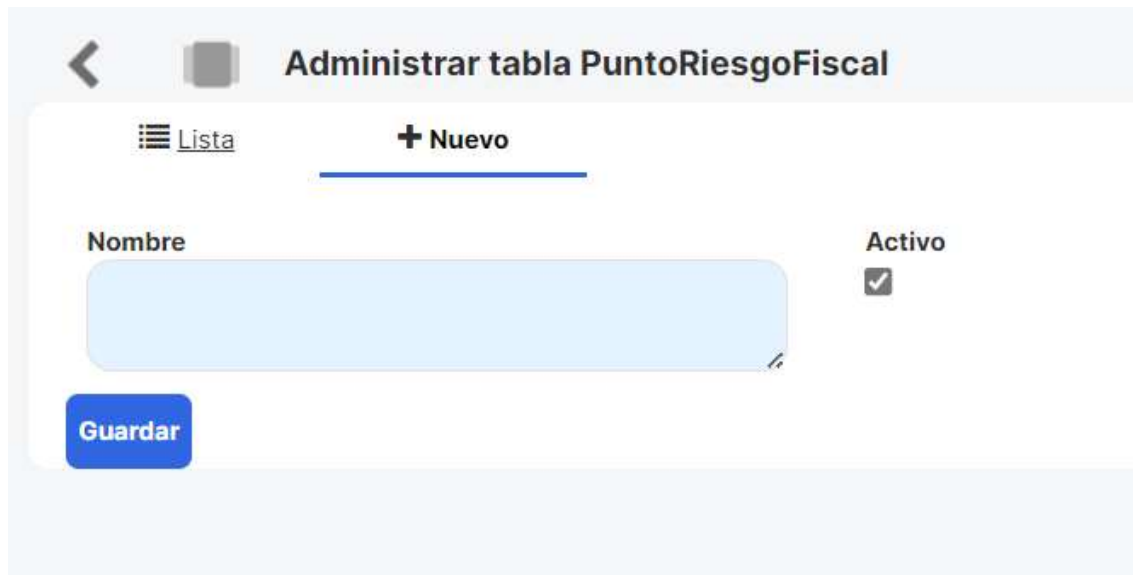 Administrar tabla PuntoRiesgoFiscal
Lista
Nuevo
Nombre
Activo
Guardar